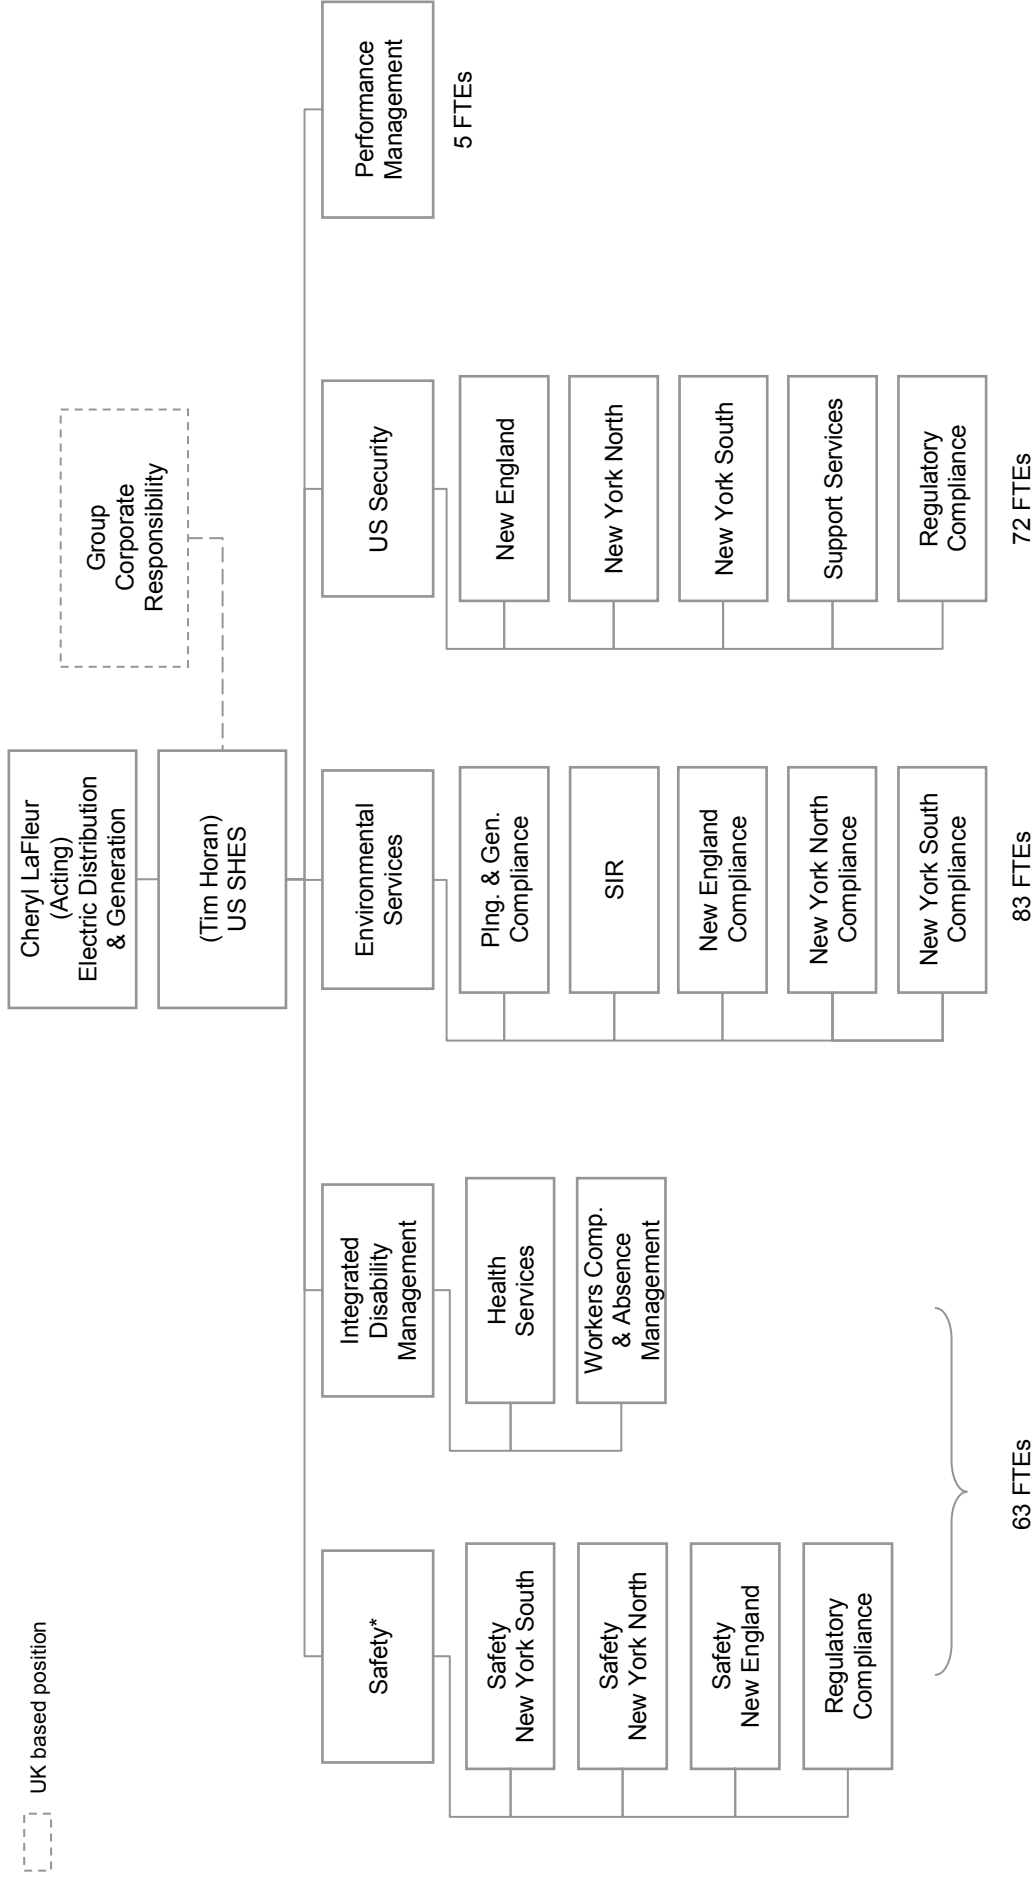 UK based position
Cheryl LaFleur
(Acting)
Electric Distribution
& Generation
(Tim Horan)
US SHES
Group
Corporate
Responsibility
Safety*
Safety
New York South
Safety
New York North
Safety
New England
Regulatory
Compliance
Integrated
Disability
Management
Health
Services
Workers Comp.
& Absence
Management
63 FTEs
Environmental
Services
Plng. & Gen.
Compliance
SIR
New England
Compliance
New York North
Compliance
New York South
Compliance
83 FTEs
US Security
New England
New York North
New York South
Support Services
Regulatory
Compliance
72 FTEs
Performance
Management
5 FTEs